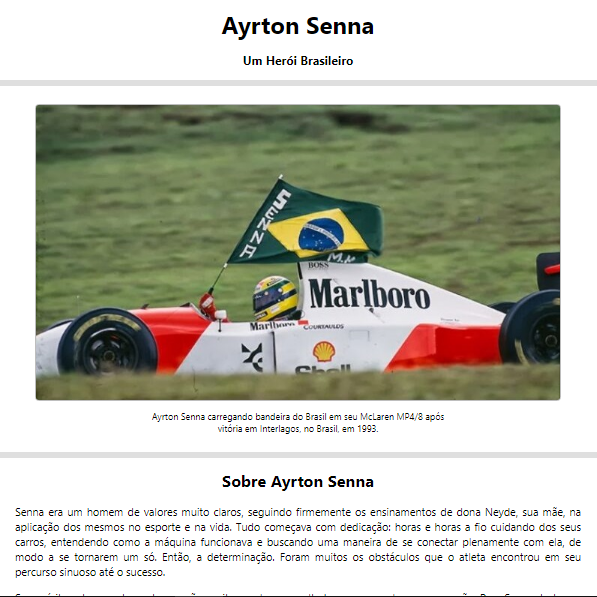 Ayrton Senna
Um Herói Brasileiro
SENNA
BOSS
Marlboro
Marlboro
COURTAULDS
Shell
Ayrton Senna carregando bandeira do Brasil em seu McLaren MP4/8 após
vitória em Interlagos, no Brasil, em 1993.
Sobre Ayrton Senna
Senna era um homem de valores muito claros, seguindo firmemente os ensinamentos de dona Neyde, sua mãe, na
aplicação dos mesmos no esporte e na vida. Tudo começava com dedicação: horas e horas a fio cuidando dos seus
carros, entendendo como a máquina funcionava e buscando uma maneira de se conectar plenamente com ela, de
modo a se tornarem um só. Então, a determinação. Foram muitos os obstáculos que o atleta encontrou em seu
percurso sinuoso até o sucesso.